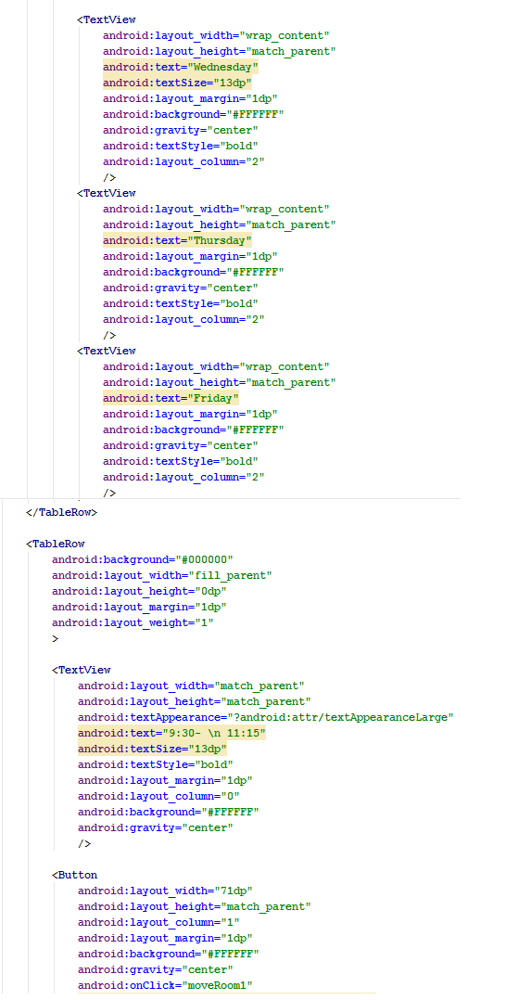 <TextView
android:layout_width="wrap_content"
android:layout_height="match_parent"
android:text="Wednesday"
android:textSize="13dp"
android:layout_margin="1dp"
android:background="#FFFFFF"
android:gravity="center"
android:textStyle="bold"
android:layout_column="2"
/>
<TextView
android:layout_width="wrap_content"
android:layout_height="match_parent"
android:text="Thursday"
android:layout_margin="1dp"
android:background="#FFFFFF"
android:gravity="center"
android:textStyle="bold"
android:layout_column="2"
/>
<TextView
android:layout_width="wrap_content"
android:layout_height="match_parent"
android:text="Friday"
android:layout_margin="1dp"
android:background="#FFFFFF"
android:gravity="center"
android:textStyle="bold"
android:layout_column="2"
/>
</TableRow>
<TableRow
android:background="#000000"
android:layout_width="fill_parent"
android:layout_height="0dp"
android:layout_margin="1dp"
android:layout_weight="1"
>
<TextView
android:layout_width="match_parent"
android:layout_height="match_parent"
android:textAppearance="?android:attr/textAppearanceLarge"
android:text="9:30- \n 11:15"
android:textSize="13dp"
android:textStyle="bold"
android:layout_margin="1dp"
android:layout_column="0"
android:background="#FFFFFF"
android:gravity="center"
/>
<Button
android:layout_width="71dp"
android:layout_height="match_parent"
android:layout_column="1"
android:layout_margin="1dp"
android:background="#FFFFFF"
android:gravity="center"
android:onClick="moveRoom1"